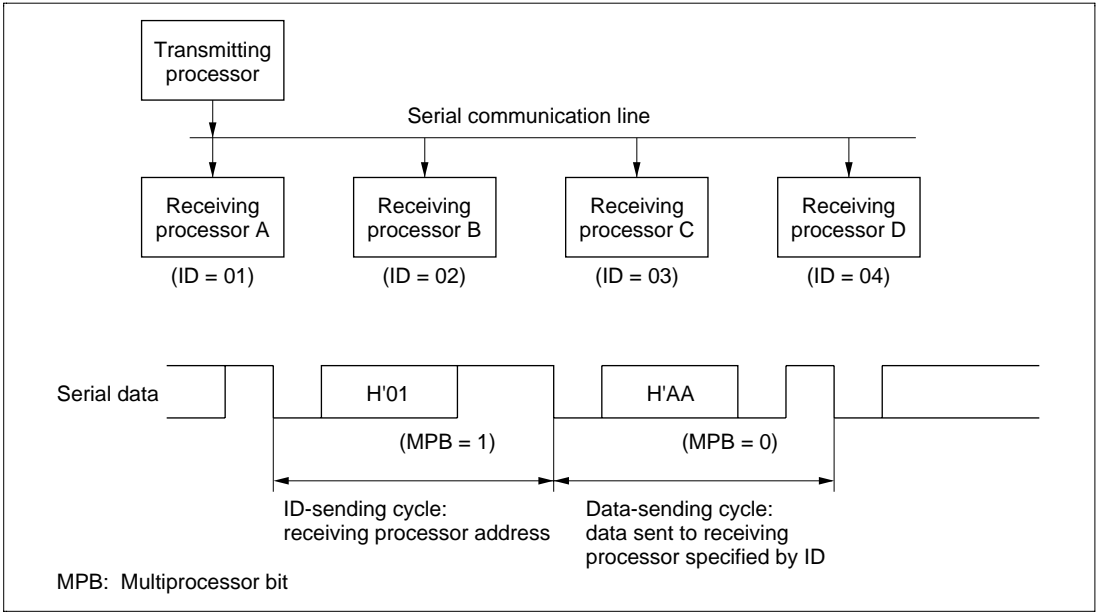 Transmitting
processor
Serial communication line
Receiving
processor A
Receiving
processor B
Receiving
processor C
Receiving
processor D
(ID = 01)
(ID = 02)
(ID = 03)
(ID = 04)
Serial data
H'01
H'AA
(MPB = 1)
(MPB = 0)
ID-sending cycle:
receiving processor address
Data-sending cycle:
data sent to receiving
processor specified by ID
MPB: Multiprocessor bit